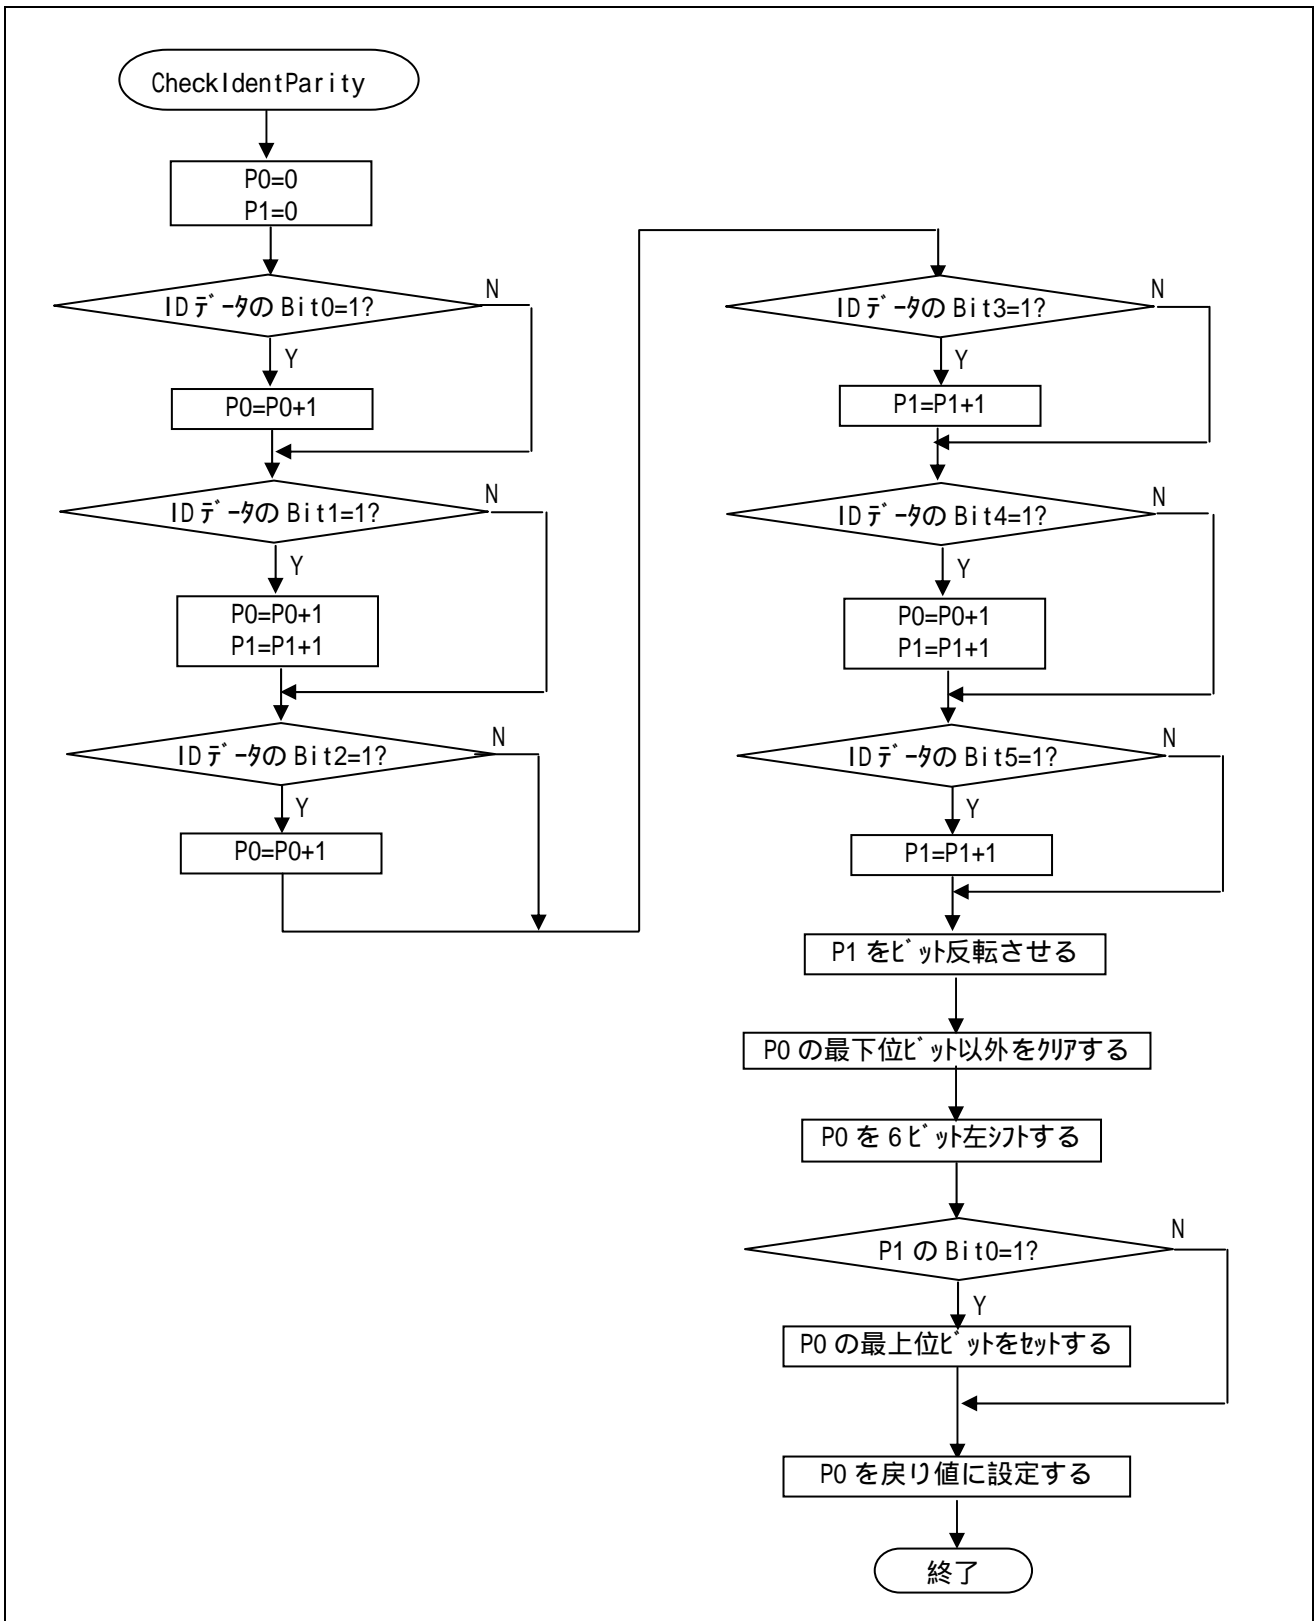 CheckIdentParity
P0=0
P1=0
IDﾃﾞｰﾀの Bit0=1?
N
Y
P0=P0+1
IDﾃﾞｰﾀの Bit1=1?
N
Y
P0=P0+1
P1=P1+1
IDﾃﾞｰﾀの Bit2=1?
N
Y
P0=P0+1
IDﾃﾞｰﾀの Bit3=1?
N
Y
P1=P1+1
IDﾃﾞｰﾀの Bit4=1?
N
Y
P0=P0+1
P1=P1+1
IDﾃﾞｰﾀの Bit5=1?
N
Y
P1=P1+1
P1 をﾋﾞｯﾄ反転させる
P0 の最下位ﾋﾞｯﾄ以外をｸﾘｱする
P0 を 6 ﾋﾞｯﾄ左ｼﾌﾄする
P1 の Bit0=1?
N
Y
P0 の最上位ﾋﾞｯﾄをｾｯﾄする
P0 を戻り値に設定する
終了